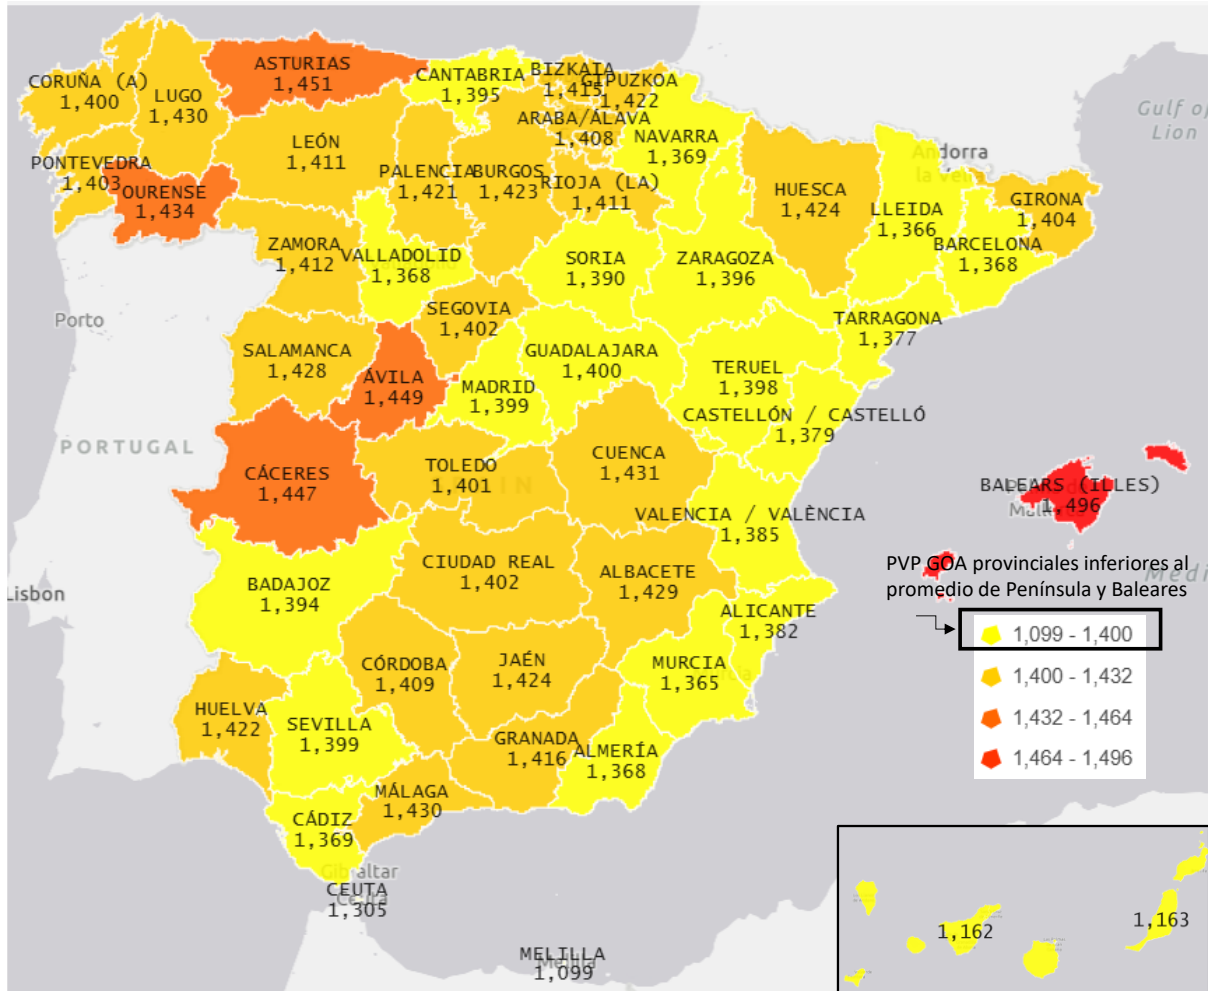 ASTURIAS
1,451
CORUÑA (A)
1,400
LUGO
1,430
CANTABRIA
1,395
BIZKAIA
1,415
GIPUZKOA
1,422
ARABA/ÁLAVA
1,408
NAVARRA
1,369
Gulf of
Lion
PONTEVEDRA
1,403
OURENSE
1,434
LEÓN
1,411
PALENCIA
1,421
BURGOS
1,423
RIOJA (LA)
1,411
HUESCA
1,424
Andorra
la Vella
LLEIDA
1,366
GIRONA
1,404
BARCELONA
1,368
ZAMORA
1,412
VALLADOLID
1,368
SORIA
1,390
ZARAGOZA
1,396
Porto
SEGOVIA
1,402
TARRAGONA
1,377
SALAMANCA
1,428
ÁVILA
1,449
MADRID
1,399
GUADALAJARA
1,400
TERUEL
1,398
CASTELLÓN / CASTELLÓ
1,379
PORTUGAL
CÁCERES
1,447
TOLEDO
1,401
CUENCA
1,431
BALEARS (ILLES)
1,496
VALENCIA / VALÈNCIA
1,385
Lisbon
BADAJOZ
1,394
CIUDAD REAL
1,402
ALBACETE
1,429
ALICANTE
1,382
PVP GOA provinciales inferiores al
promedio de Península y Baleares
1,099 - 1,400
1,400 - 1,432
1,432 - 1,464
1,464 - 1,496
CÓRDOBA
1,409
JAÉN
1,424
MURCIA
1,365
HUELVA
1,422
SEVILLA
1,399
GRANADA
1,416
ALMERÍA
1,368
MÁLAGA
1,430
CÁDIZ
1,369
Gibraltar
CEUTA
1,305
MELILLA
1,099
1,162
1,163